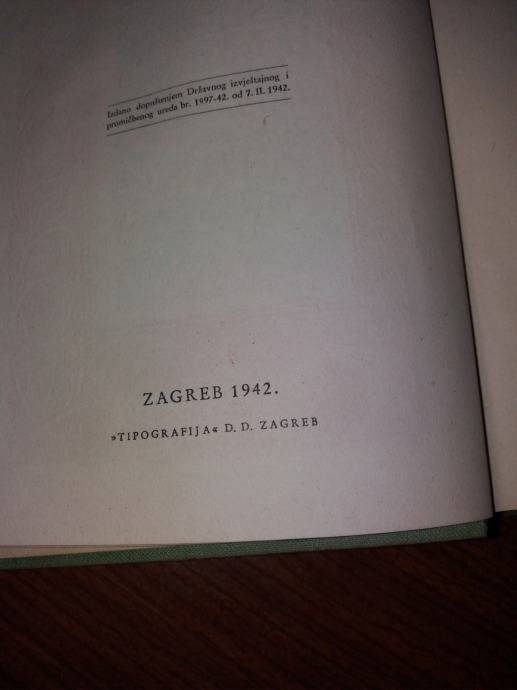 Izdano dopuštenjem Državnog izvještajnog i
promičbenog ureda br. 1997-42. od 7. II. 1942.
ZAGREB 1942.
»TIPOGRAFIJA« D. D. ZAGREB